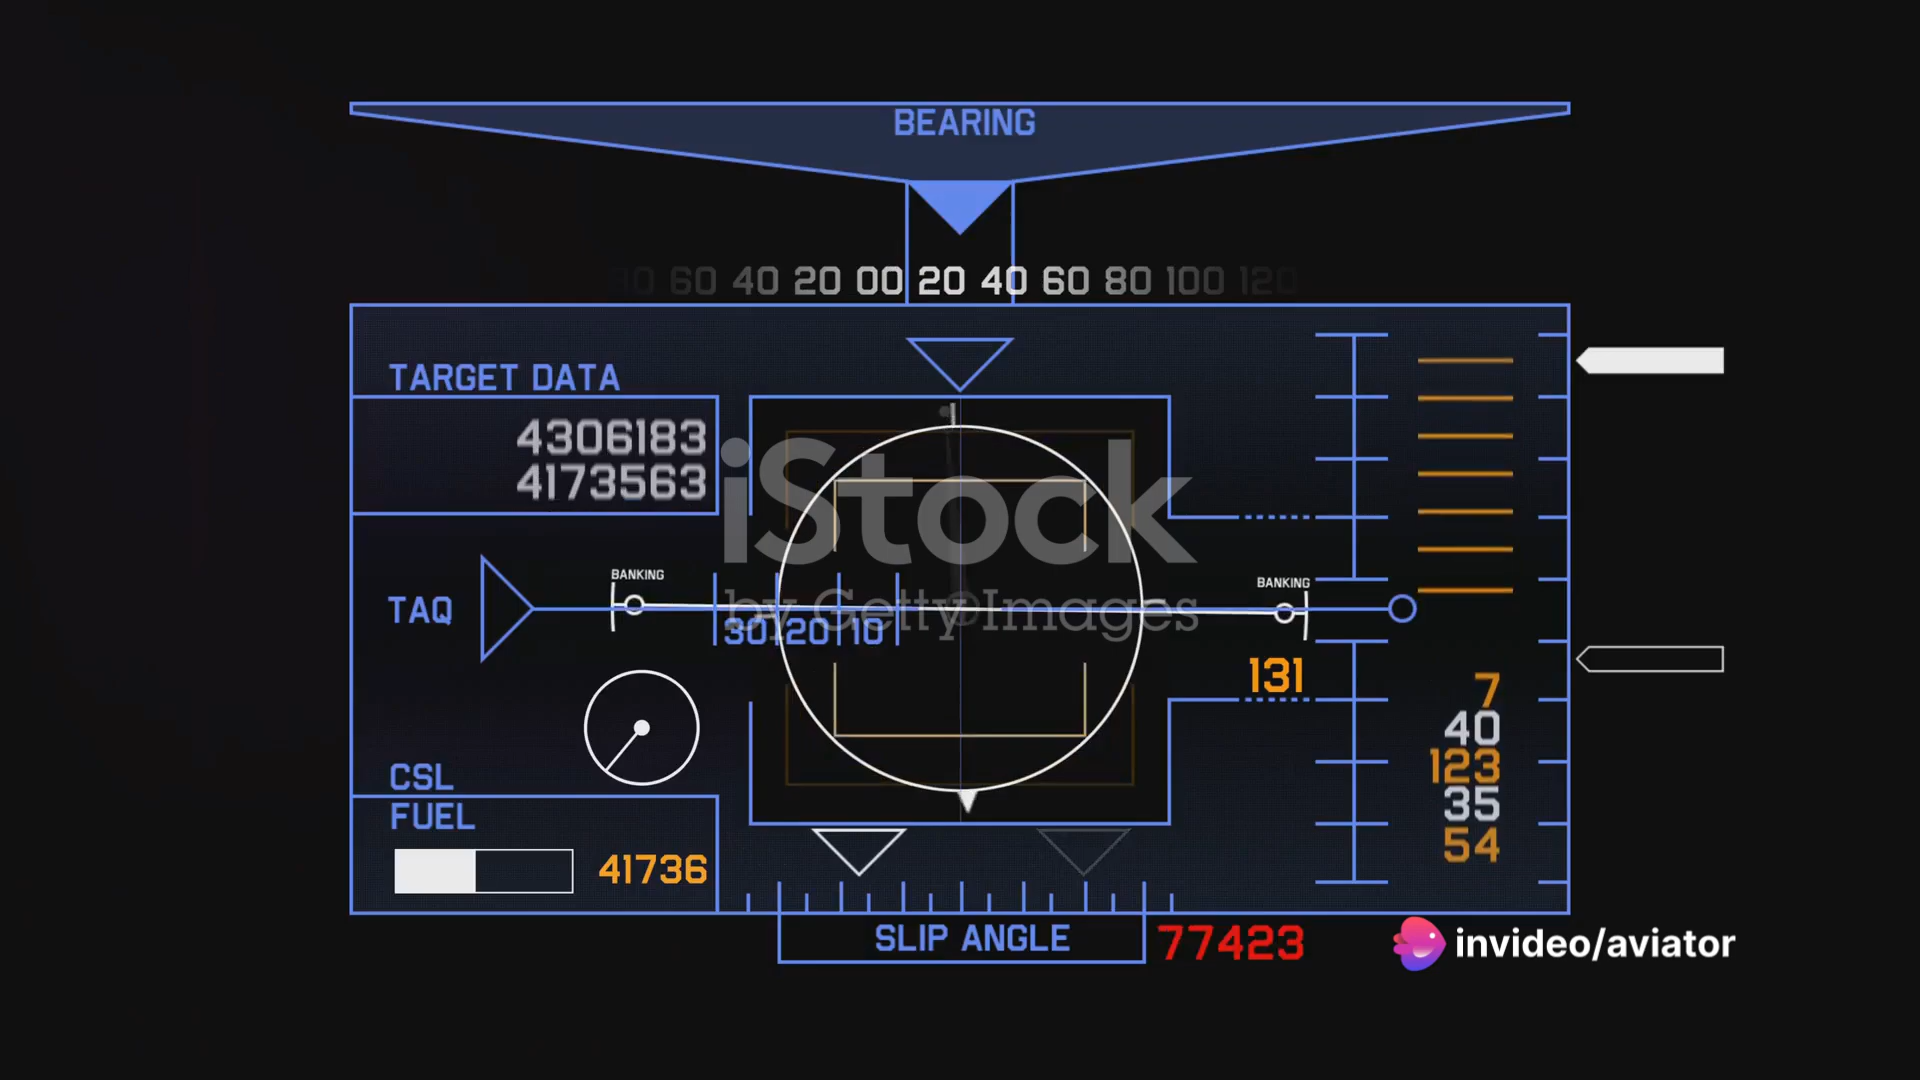 BEARING
60 40 20 00 20 40 60 80 100 120
TARGET DATA
4306183
4173563
iStock
by Getty Images
BANKING
BANKING
TAQ
30 20 10
131
7
40
123
35
54
CSL
FUEL
41736
SLIP ANGLE
77423
invideo/aviator